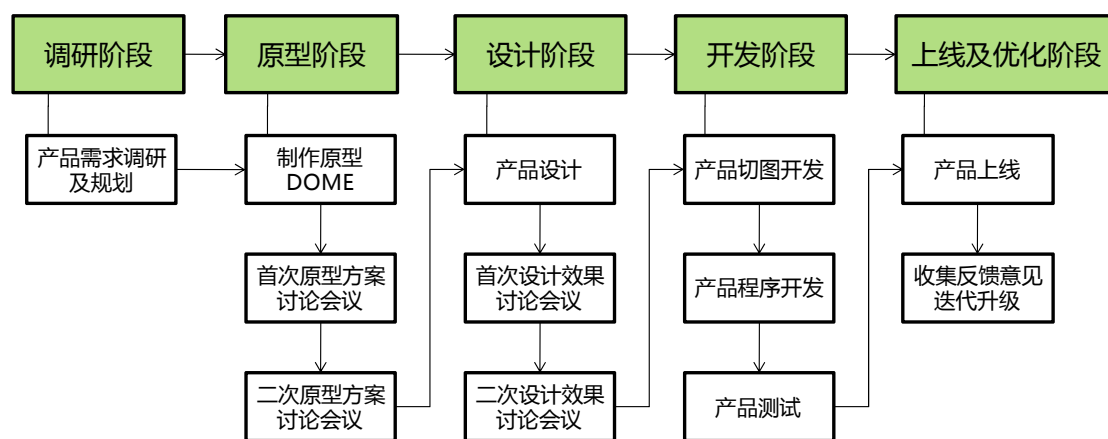 调研阶段
原型阶段
设计阶段
开发阶段
上线及优化阶段
产品需求调研
及规划
制作原型
DOME
产品设计
产品切图开发
产品上线
首次原型方案
讨论会议
首次设计效果
讨论会议
产品程序开发
收集反馈意见
迭代升级
二次原型方案
讨论会议
二次设计效果
讨论会议
产品测试